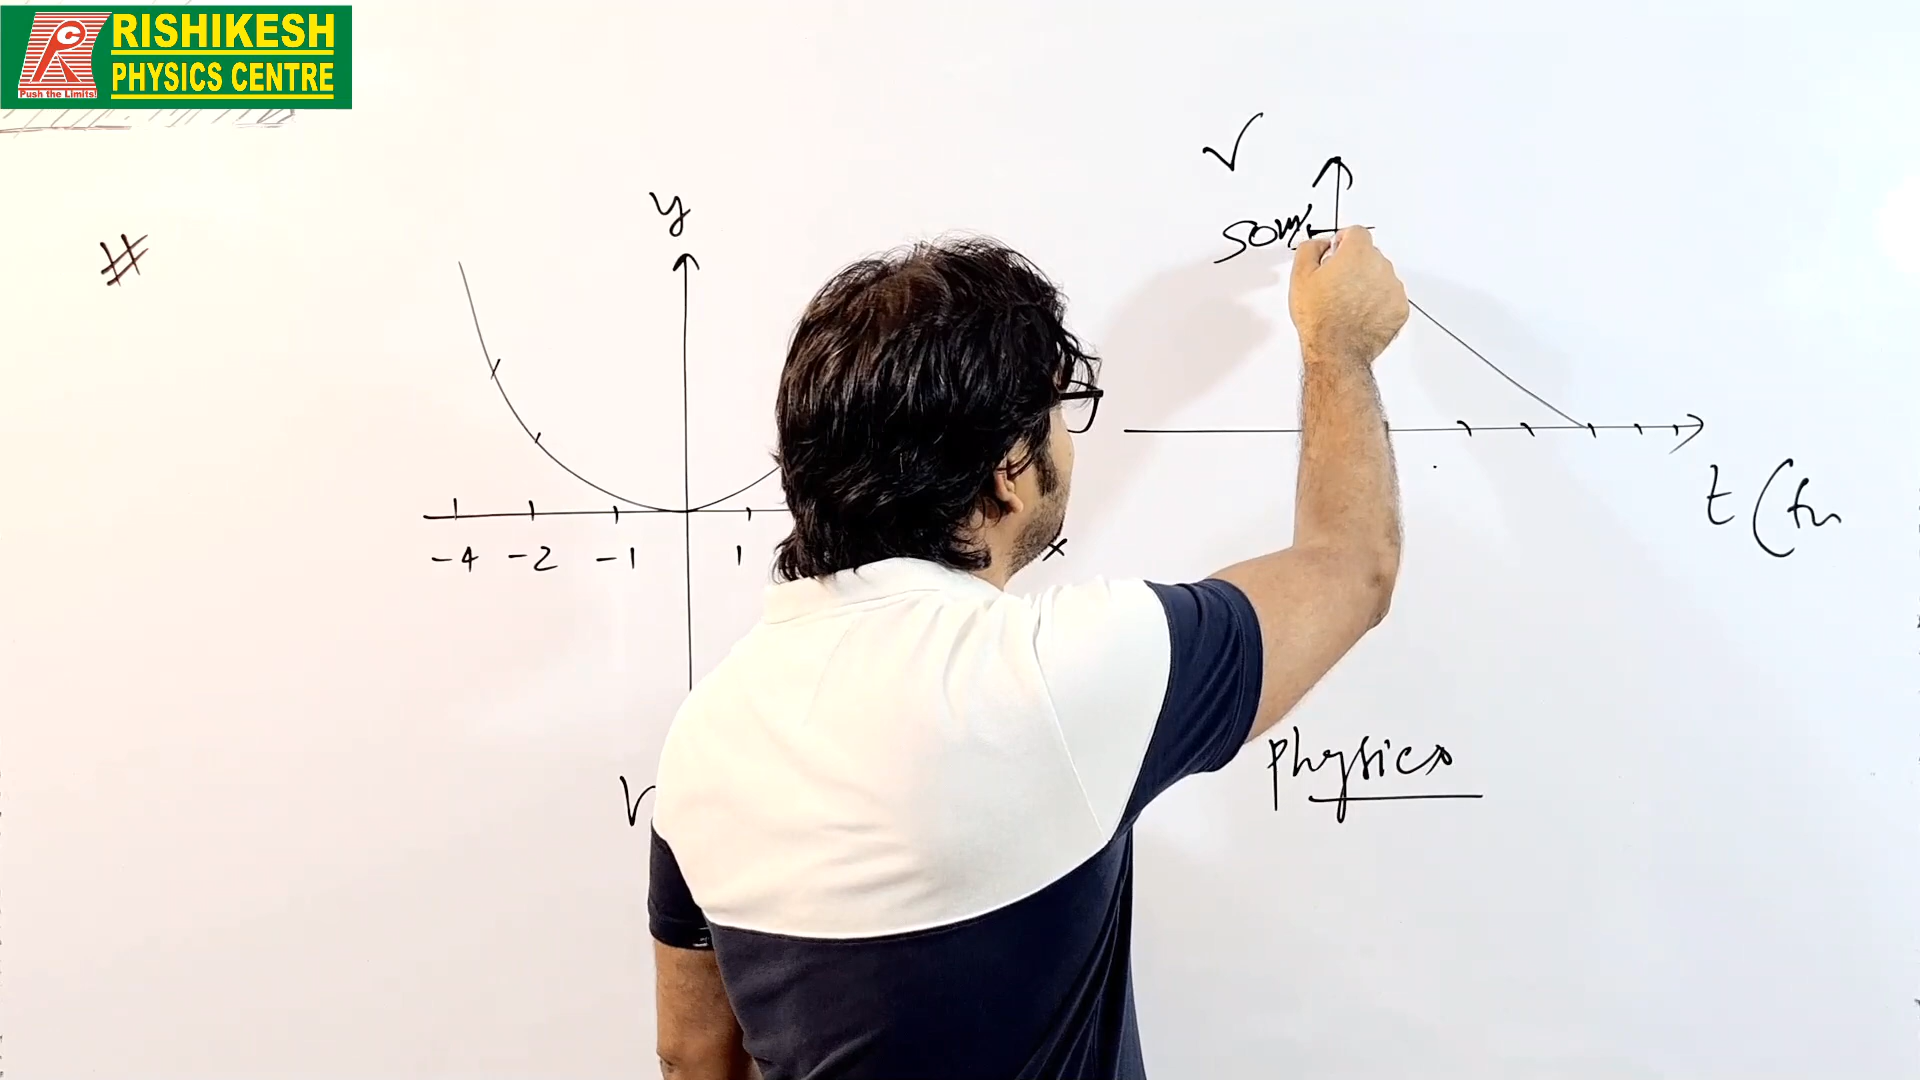 RISHIKESH
PHYSICS CENTRE
Push the Limits!
#
y
-4 -2 -1 1
x
V
50m/
t (
Physics